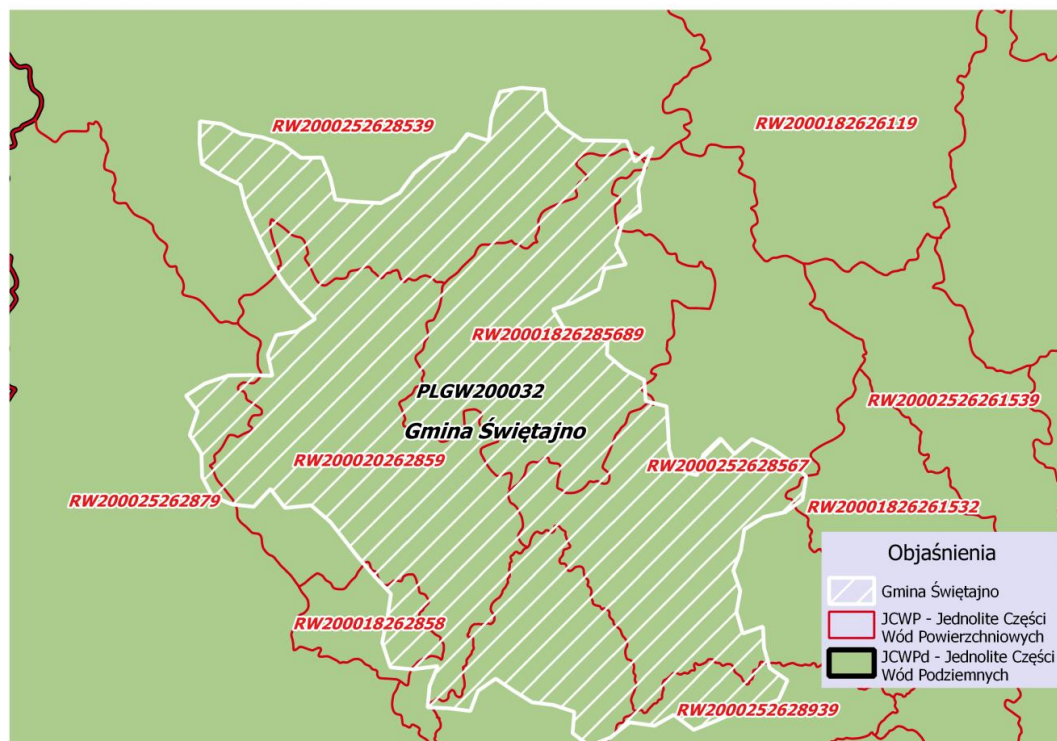 RW2000252628539
RW2000182626119
RW20001826285689
PLGW200032
RW20002526261539
Gmina Świętajno
RW200020262859
RW2000252628567
RW200025262879
RW20001826261532
RW200018262858
RW2000252628939
Objaśnienia
Gmina Świętajno
JCWP - Jednolite Części
Wód Powierzchniowych
JCWPd - Jednolite Części
Wód Podziemnych